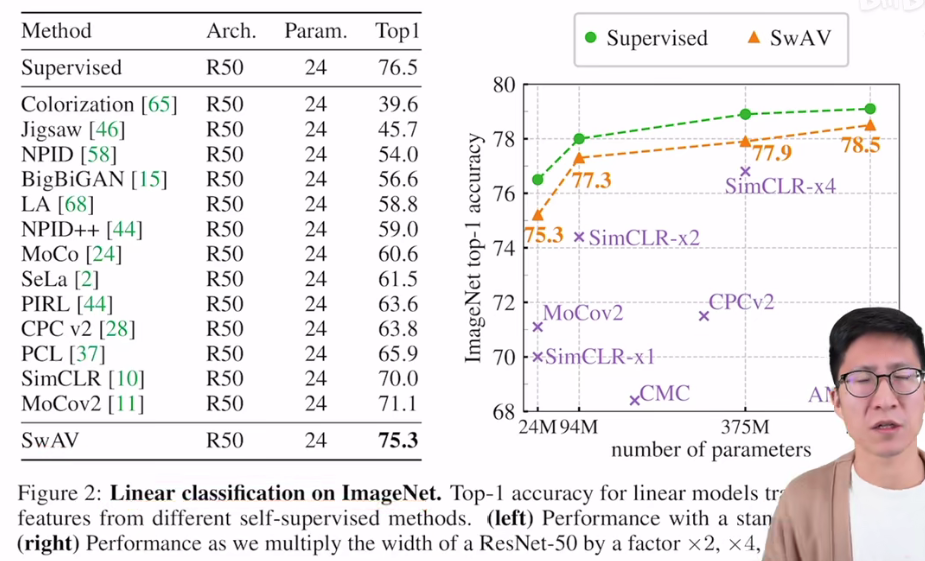 Method Arch. Param. Top1
Supervised R50 24 76.5
Colorization [65] R50 24 39.6
Jigsaw [46] R50 24 45.7
NPID [58] R50 24 54.0
BigBiGAN [15] R50 24 56.6
LA [68] R50 24 58.8
NPID++ [44] R50 24 59.0
MoCo [24] R50 24 60.6
SeLa [2] R50 24 61.5
PIRL [44] R50 24 63.6
CPC v2 [28] R50 24 63.8
PCL [37] R50 24 65.9
SimCLR [10] R50 24 70.0
MoCov2 [11] R50 24 71.1
SwAV R50 24 75.3
Supervised SwAV
ImageNet top-1 accuracy
80
78
76
74
72
70
68
75.3
77.3
77.9
78.5
SimCLR-x4
SimCLR-x2
MoCov2
CPCv2
SimCLR-x1
CMC
24M 94M 375M
number of parameters
Figure 2: Linear classification on ImageNet. Top-1 accuracy for linear models
features from different self-supervised methods. (left) Performance with a
(right) Performance as we multiply the width of a ResNet-50 by a factor ×2, ×4,